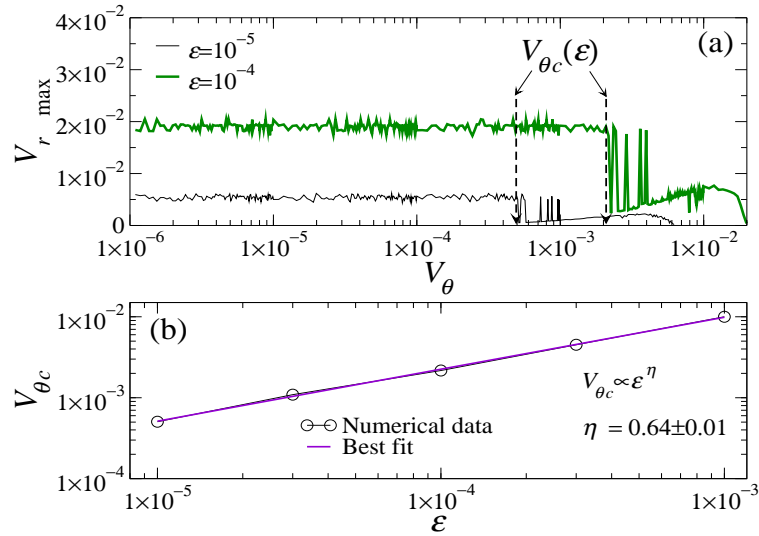 4×10⁻²
3×10⁻²
2×10⁻²
1×10⁻²
0
V_r max
ε=10⁻⁵
ε=10⁻⁴
V_θc(ε)
(a)
1×10⁻⁶ 1×10⁻⁵ 1×10⁻⁴ 1×10⁻³ 1×10⁻²
V_θ
(b)
1×10⁻²
1×10⁻³
1×10⁻⁴
V_θc
V_θc∝ε^η
η = 0.64±0.01
Numerical data
Best fit
1×10⁻⁵ 1×10⁻⁴ 1×10⁻³
ε